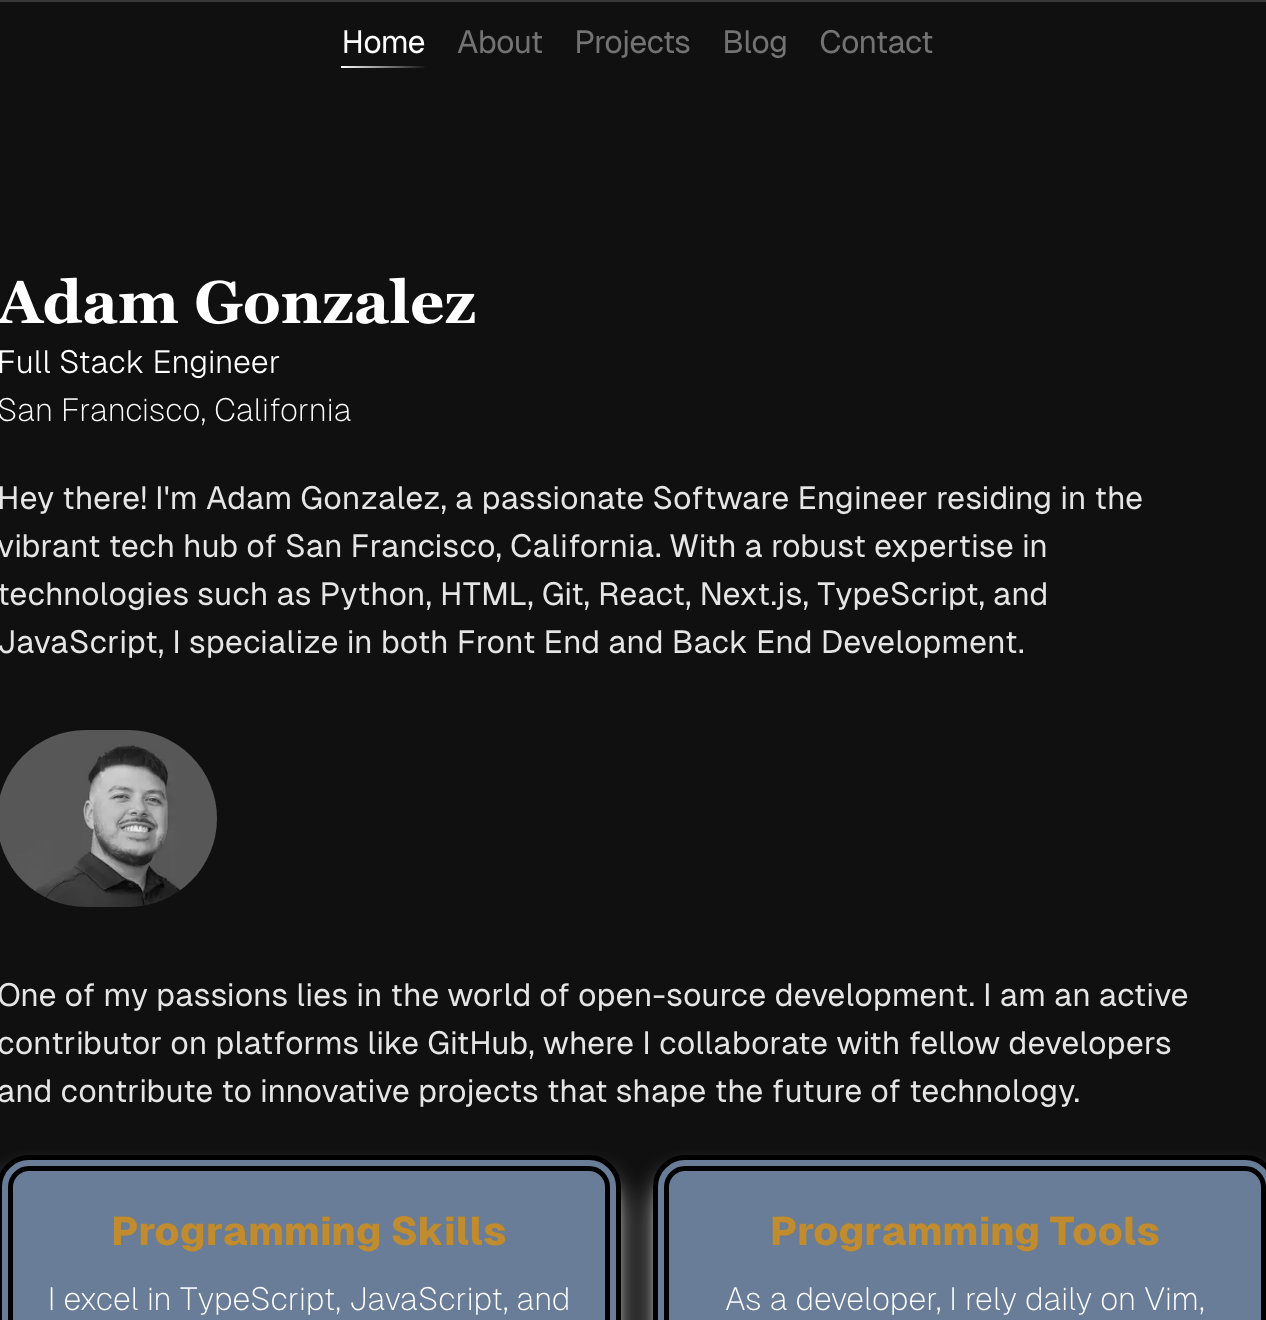 Home About Projects Blog Contact
Adam Gonzalez
Full Stack Engineer
San Francisco, California
Hey there! I'm Adam Gonzalez, a passionate Software Engineer residing in the
vibrant tech hub of San Francisco, California. With a robust expertise in
technologies such as Python, HTML, Git, React, Next.js, TypeScript, and
JavaScript, I specialize in both Front End and Back End Development.
One of my passions lies in the world of open-source development. I am an active
contributor on platforms like GitHub, where I collaborate with fellow developers
and contribute to innovative projects that shape the future of technology.
Programming Skills
I excel in TypeScript, JavaScript, and
Programming Tools
As a developer, I rely daily on Vim,